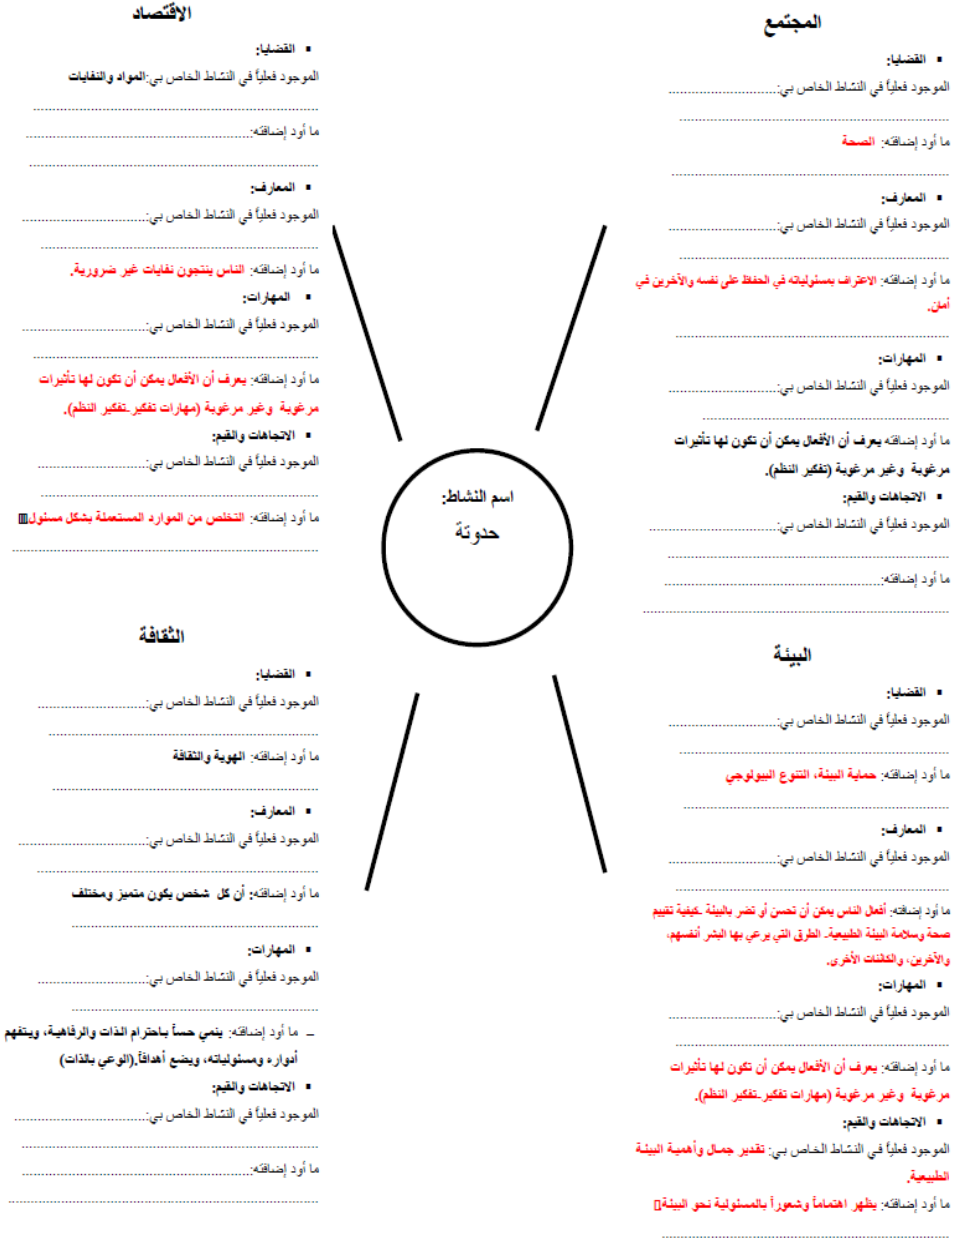 المجتمع
▪ القضايا:
الموجود فعلياً في النشاط الخاص بي:............................
......................................................................
ما أود إضافته: الصحة
........................................................................
▪ المعارف:
الموجود فعلياً في النشاط الخاص بي:............................
......................................................................
ما أود إضافته: الاعتراف بمسئولياته في الحفاظ على نفسه والآخرين في
أمان.
.......................................................................
▪ المهارات:
الموجود فعلياً في النشاط الخاص بي:............................
................................................................
ما أود إضافته يعرف أن الأفعال يمكن أن تكون لها تأثيرات
مرغوبة وغير مرغوبة (تفكير النظم).
▪ الاتجاهات والقيم:
الموجود فعلياً في النشاط الخاص بي:.................................
.........................................................................
ما أود إضافته:.........................................................
...............................................................................
الاقتصاد
▪ القضايا:
الموجود فعلياً في النشاط الخاص بي:المواد والنفايات
..........................................................................
ما أود إضافته:..........................................................
...........................................................................
▪ المعارف:
الموجود فعلياً في النشاط الخاص بي:................................
........................................................................
ما أود إضافته: الناس ينتجون نفايات غير ضرورية.
▪ المهارات:
الموجود فعلياً في النشاط الخاص بي:................................
..........................................................................
ما أود إضافته: يعرف أن الأفعال يمكن أن تكون لها تأثيرات
مرغوبة وغير مرغوبة (مهارات تفكير-تفكير النظم).
▪ الاتجاهات والقيم:
الموجود فعلياً في النشاط الخاص بي:............................
........................................................................
ما أود إضافته: التخلص من الموارد المستعملة بشكل مسئول
...............................................................................
اسم النشاط:
حدوتة
البيئة
▪ القضايا:
الموجود فعلياً في النشاط الخاص بي:............................
......................................................................
ما أود إضافته: حماية البيئة، التنوع البيولوجي
.....................................................................
▪ المعارف:
الموجود فعلياً في النشاط الخاص بي:............................
.......................................................................
ما أود إضافته: أفعال الناس يمكن أن تحسن أو تضر بالبيئة -كيفية تقييم
صحة وسلامة البيئة الطبيعية- الطرق التي يرعي بها البشر أنفسهم،
والآخرين، والكائنات الأخرى.
▪ المهارات:
الموجود فعلياً في النشاط الخاص بي:............................
.......................................................................
ما أود إضافته: يعرف أن الأفعال يمكن أن تكون لها تأثيرات
مرغوبة وغير مرغوبة (مهارات تفكير-تفكير النظم).
▪ الاتجاهات والقيم:
الموجود فعلياً في النشاط الخاص بي: تقدير جمال وأهمية البيئة
الطبيعية.
ما أود إضافته: يظهر اهتماماً وشعوراً بالمسئولية نحو البيئة
..........................................................................
الثقافة
▪ القضايا:
الموجود فعلياً في النشاط الخاص بي:............................
......................................................................
ما أود إضافته: الهوية والثقافة
.....................................................................
▪ المعارف:
الموجود فعلياً في النشاط الخاص بي:.................................
.........................................................................
ما أود إضافته: أن كل شخص يكون متميز ومختلف
................................................................
▪ المهارات:
الموجود فعلياً في النشاط الخاص بي:............................
................................................................
– ما أود إضافته: ينمي حساً باحترام الذات والرفاهية، ويتفهم
أدواره ومسئولياته، ويضع أهدافاً.(الوعي بالذات)
▪ الاتجاهات والقيم:
الموجود فعلياً في النشاط الخاص بي:..................................
.............................................................................
ما أود إضافته:...........................................................
................................................................................